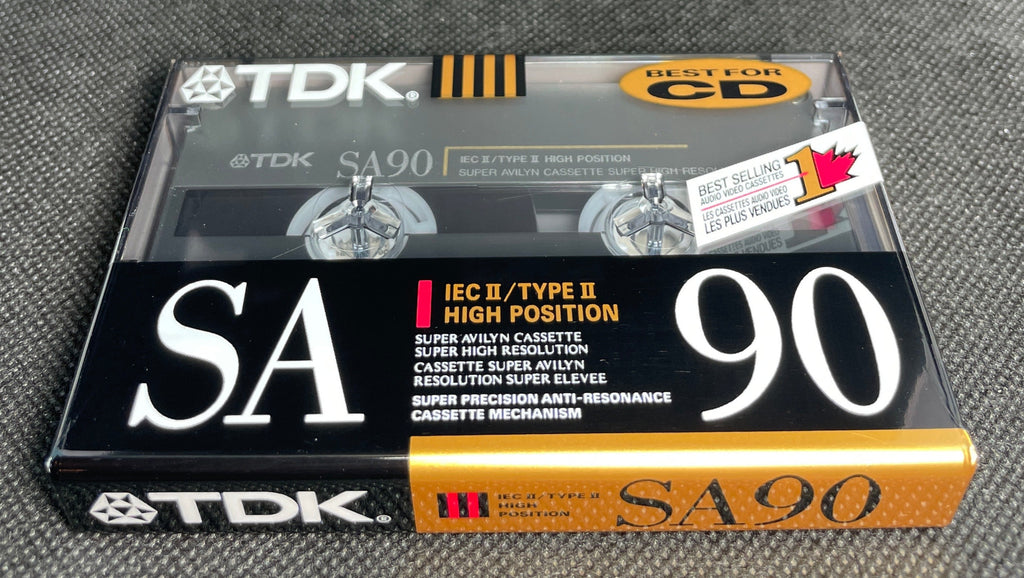 TDK®
BEST FOR
CD
TDK SA90
IEC II/TYPE II HIGH POSITION
SUPER AVILYN CASSETTE SUPER HIGH
BEST SELLING
AUDIO VIDEO CASSETTES
1
LES CASSETTES AUDIO VIDEO
LES PLUS VENDUES
SA
IEC II/TYPE II
HIGH POSITION
SUPER AVILYN CASSETTE
SUPER HIGH RESOLUTION
CASSETTE SUPER AVILYN
RESOLUTION SUPER ELEVEE
SUPER PRECISION ANTI-RESONANCE
CASSETTE MECHANISM
90
TDK®
IEC II/TYPE II
HIGH
POSITION
SA90